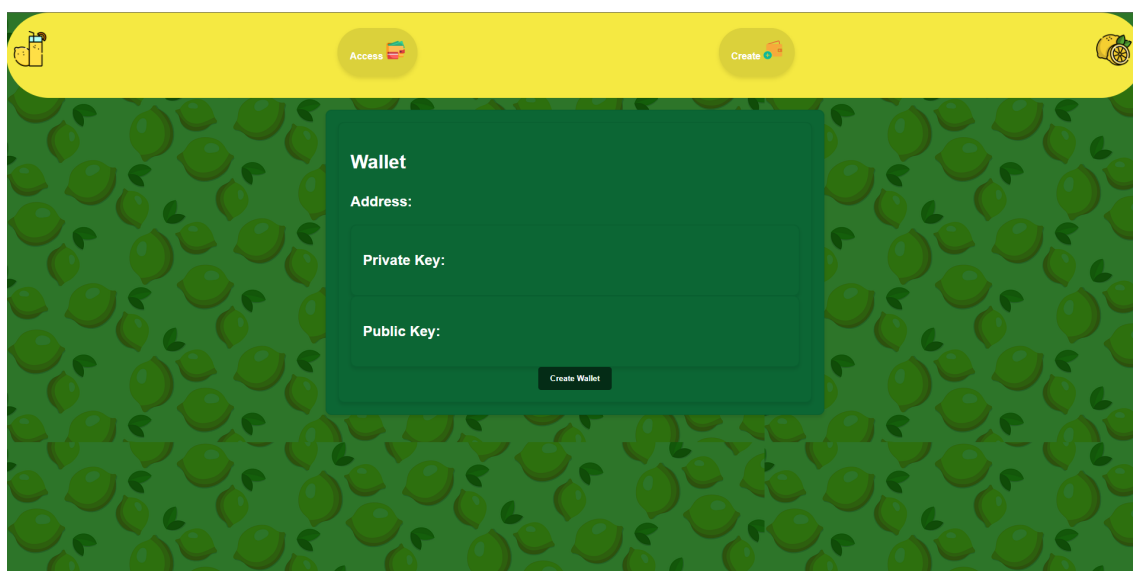 Access
Create
Wallet
Address:
Private Key:
Public Key:
Create Wallet